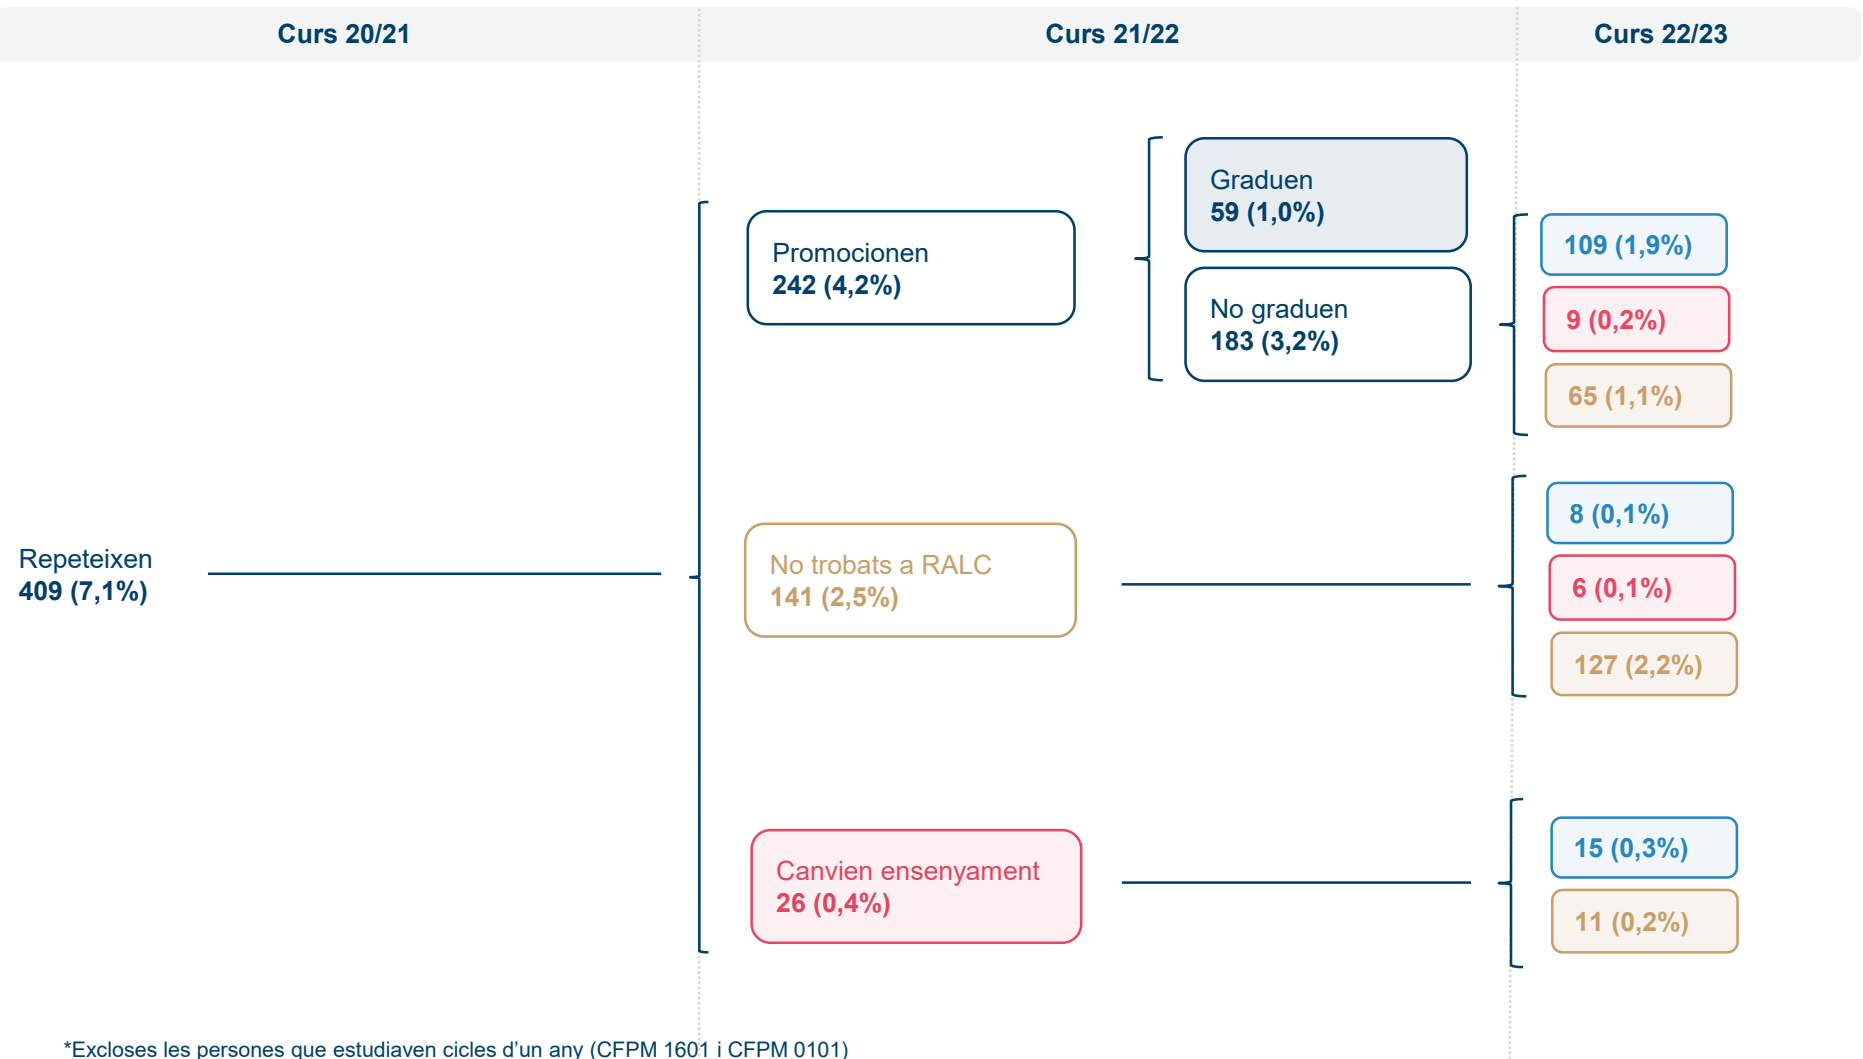 Curs 20/21
Curs 21/22
Curs 22/23
Repeteixen
409 (7,1%)
Promocionen
242 (4,2%)
Graduen
59 (1,0%)
No graduen
183 (3,2%)
109 (1,9%)
9 (0,2%)
65 (1,1%)
No trobats a RALC
141 (2,5%)
8 (0,1%)
6 (0,1%)
127 (2,2%)
Canvien ensenyament
26 (0,4%)
15 (0,3%)
11 (0,2%)
*Excloses les persones que estudiaven cicles d’un any (CFPM 1601 i CFPM 0101)